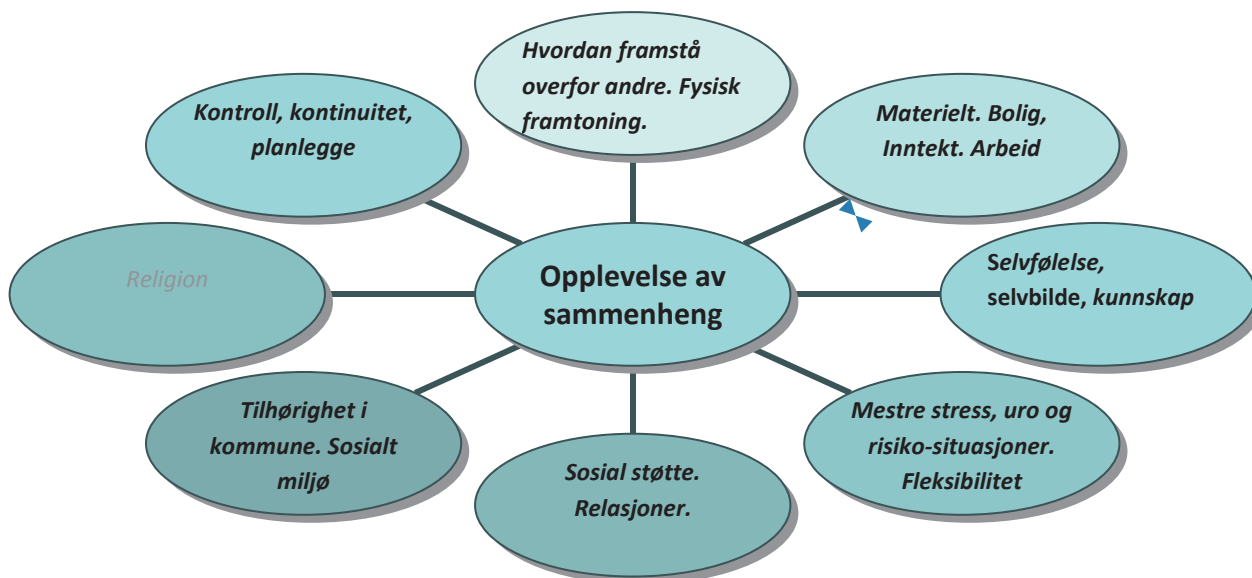 Hvordan framstå
overfor andre. Fysisk
framtoning.
Kontroll, kontinuitet,
planlegge
Materielt. Bolig,
Inntekt. Arbeid
Religion
Opplevelse av
sammenheng
Selvfølelse,
selvbilde, kunnskap
Tilhørighet i
kommune. Sosialt
miljø
Sosial støtte.
Relasjoner.
Mestre stress, uro og
risiko-situasjoner.
Fleksibilitet